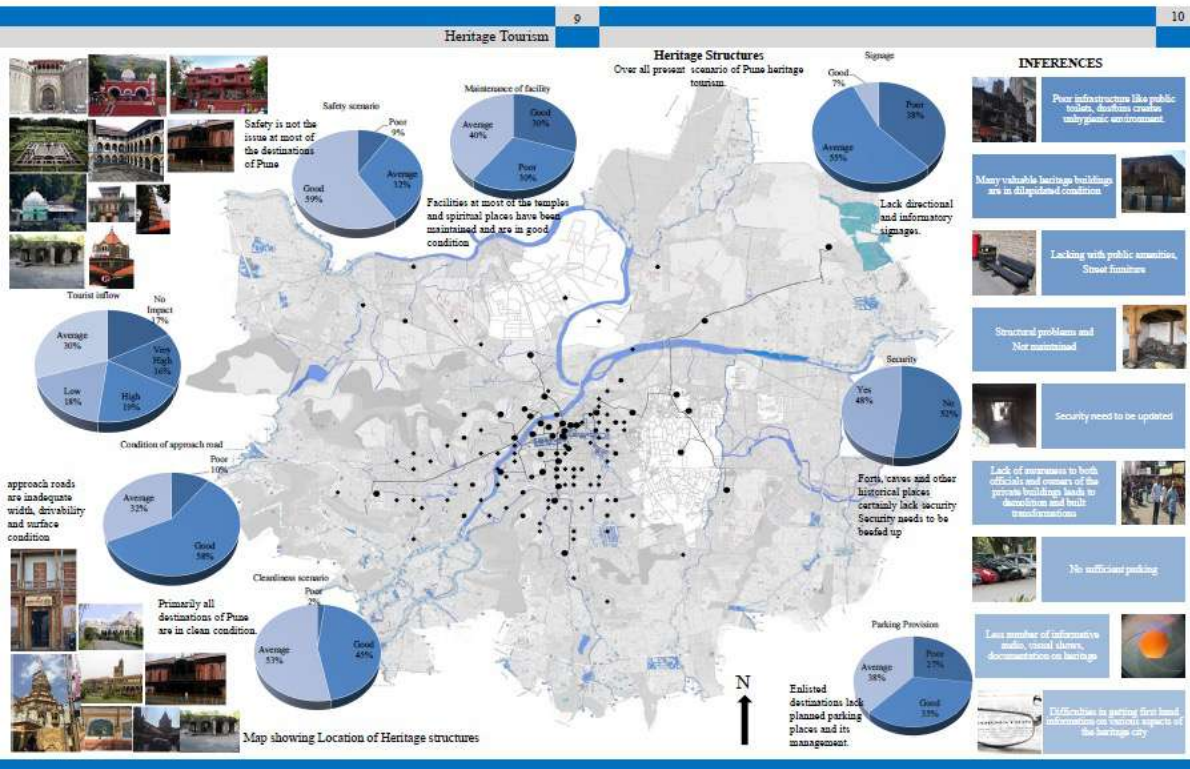 9
10
Heritage Tourism
Heritage Structures
Over all present scenario of Pune heritage
tourism.
Safety scenario
Poor
9%
Average
32%
Good
59%
Safety is not the
issue at most of
the destinations
of Pune
Maintenance of facility
Good
30%
Average
40%
Poor
30%
Facilities at most of the temples
and spiritual places have been
maintained and are in good
condition
Signage
Good
7%
Poor
38%
Average
55%
Lack directional
and informatory
signages.
Tourist inflow
No
Impact
17%
Very
High
16%
High
19%
Low
18%
Average
30%
Security
Yes
48%
No
52%
Forts, caves and other
historical places
certainly lack security
Security needs to be
beefed up
Condition of approach road
Poor
10%
Average
32%
Good
58%
approach roads
are inadequate
width, drivability
and surface
condition
Cleanliness scenario
Poor
2%
Good
45%
Average
53%
Primarily all
destinations of Pune
are in clean condition.
Parking Provision
Poor
27%
Average
38%
Good
35%
Enlisted
destinations lack
planned parking
places and its
management.
N
Map showing Location of Heritage structures
INFERENCES
Poor infrastructure like public
toilets, dustbins creates
unhygienic environment.
Many valuable heritage buildings
are in dilapidated condition
Lacking with public amenities,
Street furniture
Structural problems and
Not maintained
Security need to be updated
Lack of awareness to both
officials and owners of the
private buildings leads to
demolition and built
transformations
No sufficient parking
Less number of informative
audio, visual shows,
documentation on heritage
Difficulties in getting first hand
information on various aspects of
the heritage city